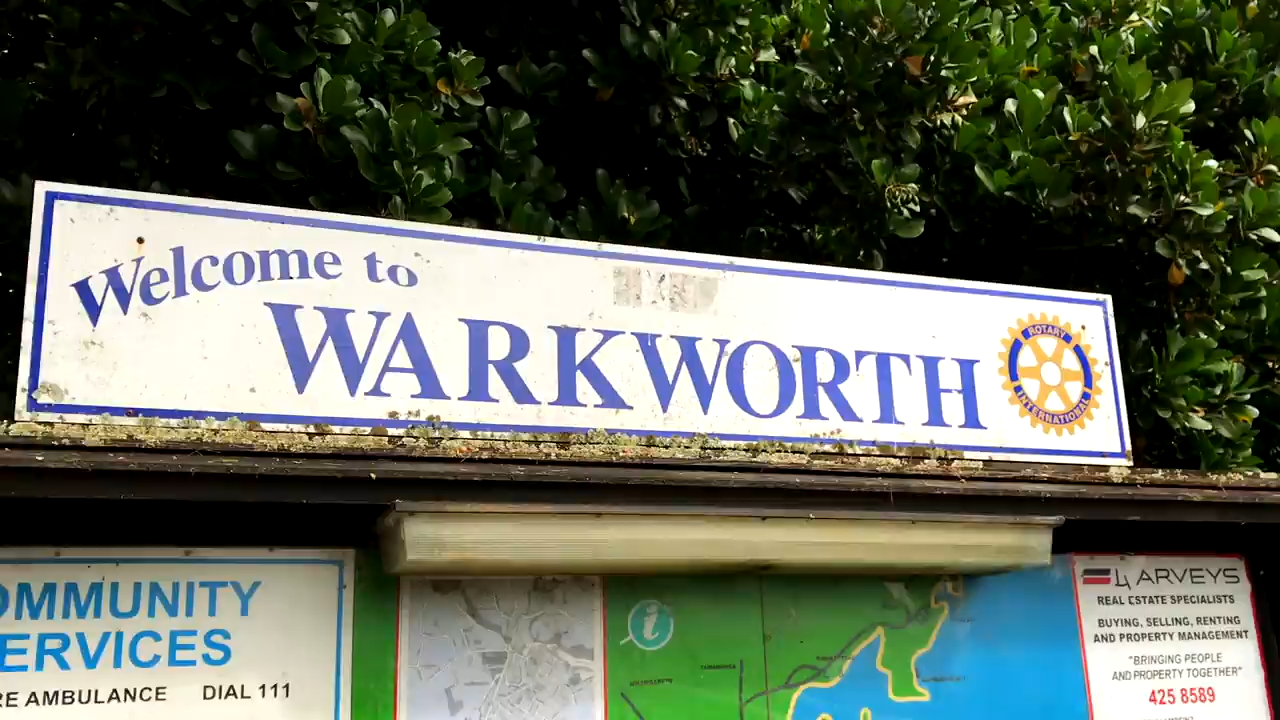 Welcome to
WARKWORTH
ROTARY
INTERNATIONAL
OMMUNITY
ERVICES
RE AMBULANCE DIAL 111
i
ARVEYS
REAL ESTATE SPECIALISTS
BUYING, SELLING, RENTING
AND PROPERTY MANAGEMENT
"BRINGING PEOPLE
AND PROPERTY TOGETHER"
425 8589